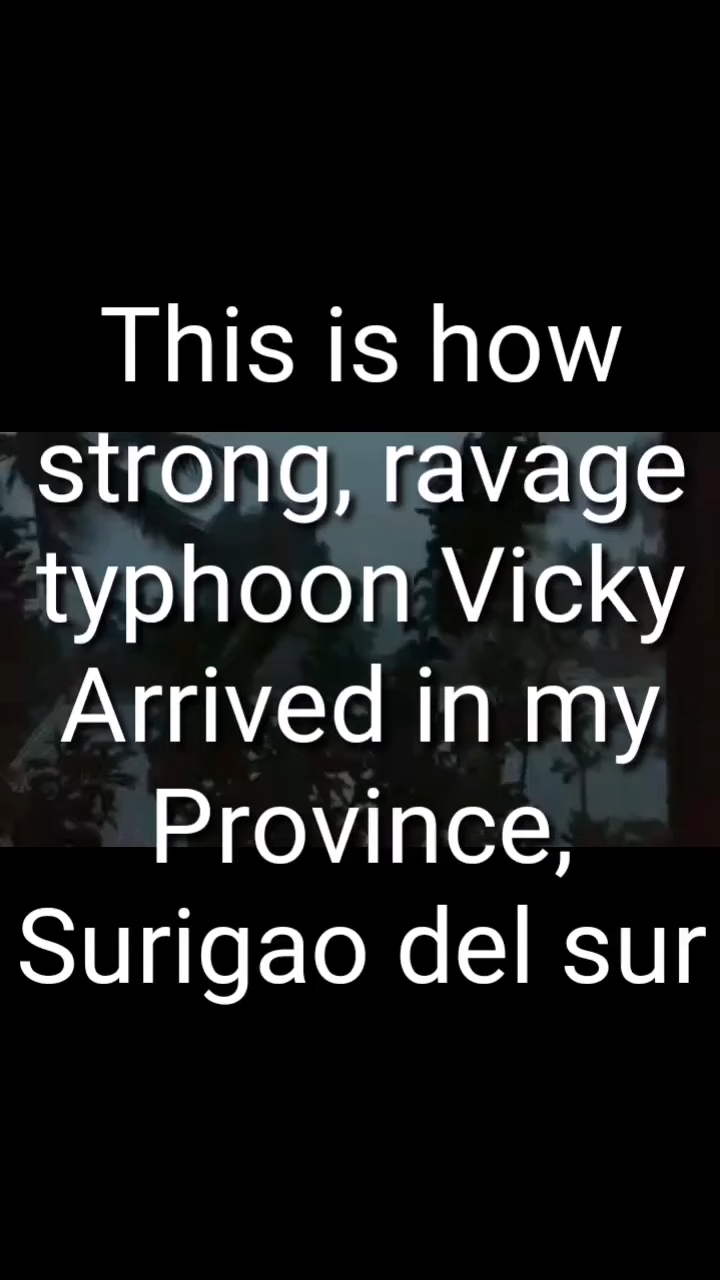 This is how
strong, ravage
typhoon Vicky
Arrived in my
Province,
Surigao del sur